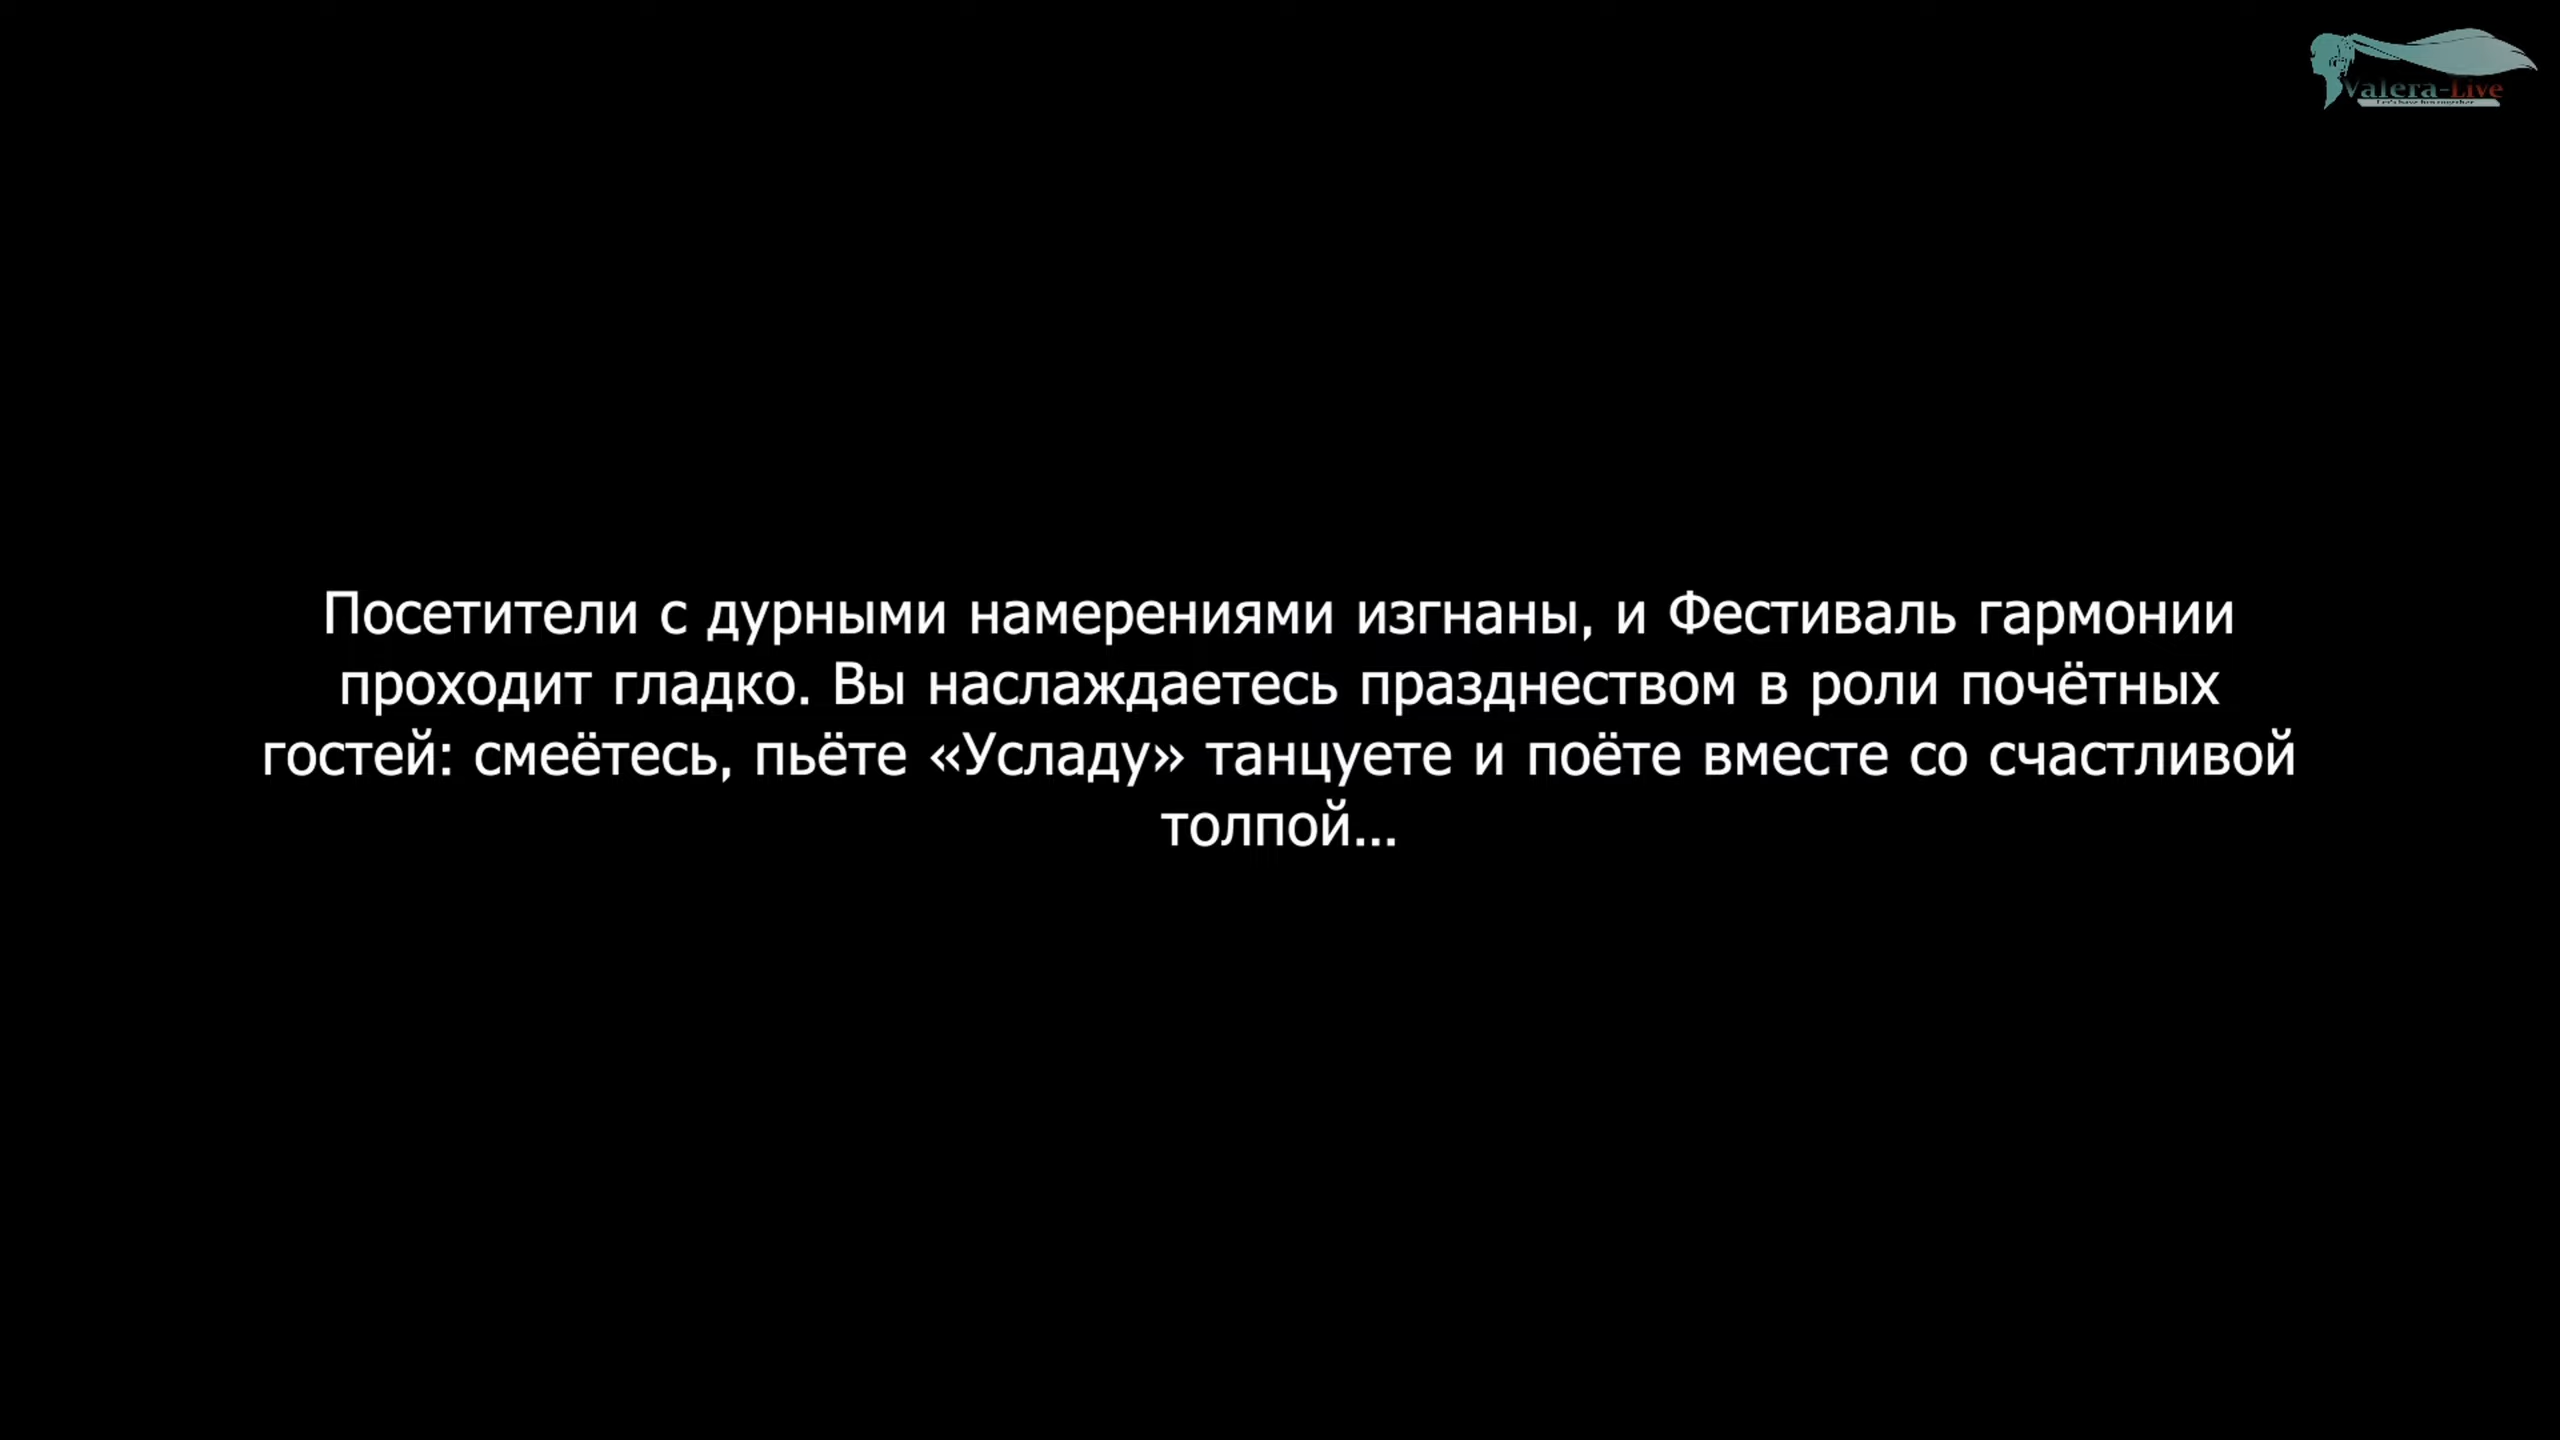 Valera-Live
Посетители с дурными намерениями изгнаны, и Фестиваль гармонии
проходит гладко. Вы наслаждаетесь празднеством в роли почётных
гостей: смеётесь, пьёте «Усладу» танцуете и поёте вместе со счастливой
толпой...